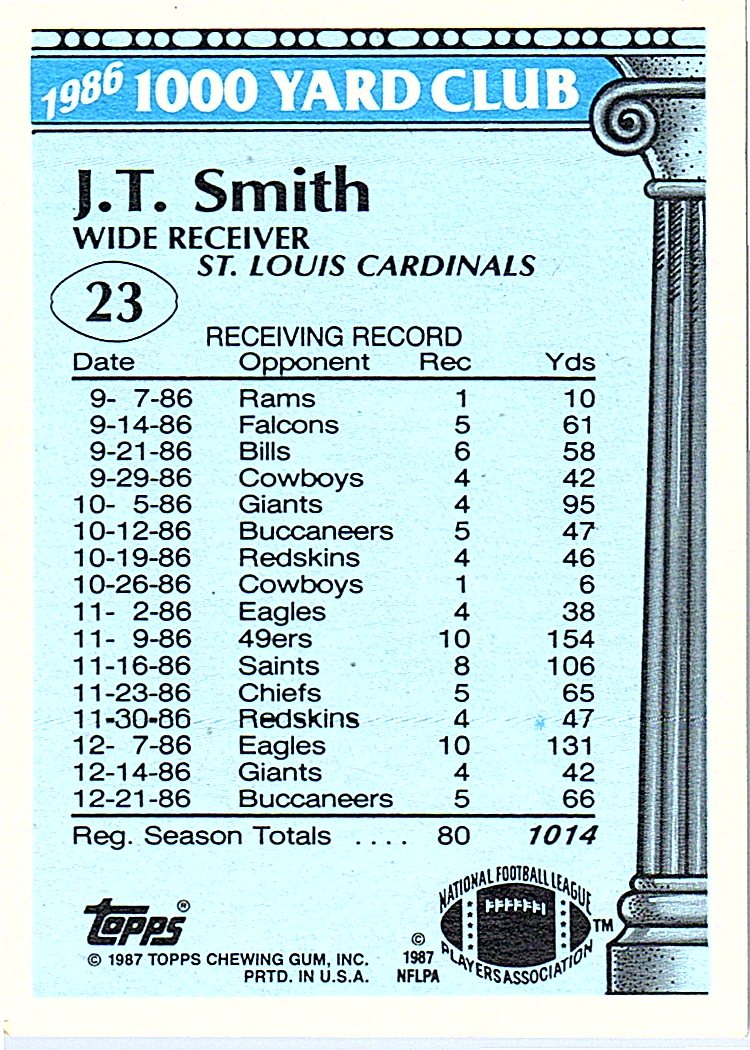 1986 1000 YARD CLUB
J.T. Smith
WIDE RECEIVER
ST. LOUIS CARDINALS
23
RECEIVING RECORD
Date Opponent Rec Yds
9- 7-86 Rams 1 10
9-14-86 Falcons 5 61
9-21-86 Bills 6 58
9-29-86 Cowboys 4 42
10- 5-86 Giants 4 95
10-12-86 Buccaneers 5 47
10-19-86 Redskins 4 46
10-26-86 Cowboys 1 6
11- 2-86 Eagles 4 38
11- 9-86 49ers 10 154
11-16-86 Saints 8 106
11-23-86 Chiefs 5 65
11-30-86 Redskins 4 47
12- 7-86 Eagles 10 131
12-14-86 Giants 4 42
12-21-86 Buccaneers 5 66
Reg. Season Totals .... 80 1014
topps®
© 1987 TOPPS CHEWING GUM, INC.
PRTD. IN U.S.A.
©
1987
NFLPA
NATIONAL FOOTBALL LEAGUE
PLAYERS ASSOCIATION
TM